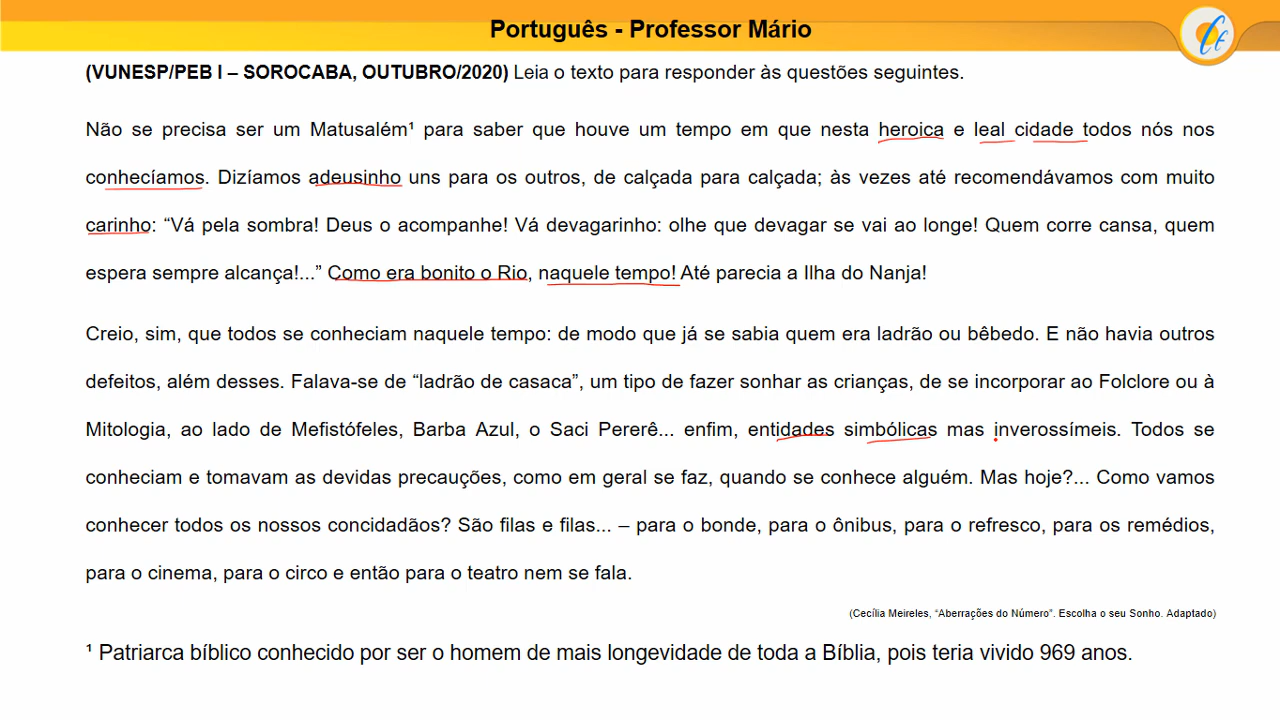 Português - Professor Mário
(VUNESP/PEB I – SOROCABA, OUTUBRO/2020) Leia o texto para responder às questões seguintes.
Não se precisa ser um Matusalém¹ para saber que houve um tempo em que nesta heroica e leal cidade todos nós nos
conhecíamos. Dizíamos adeusinho uns para os outros, de calçada para calçada; às vezes até recomendávamos com muito
carinho: “Vá pela sombra! Deus o acompanhe! Vá devagarinho: olhe que devagar se vai ao longe! Quem corre cansa, quem
espera sempre alcança!...” Como era bonito o Rio, naquele tempo! Até parecia a Ilha do Nanja!
Creio, sim, que todos se conheciam naquele tempo: de modo que já se sabia quem era ladrão ou bêbedo. E não havia outros
defeitos, além desses. Falava-se de “ladrão de casaca”, um tipo de fazer sonhar as crianças, de se incorporar ao Folclore ou à
Mitologia, ao lado de Mefistófeles, Barba Azul, o Saci Pererê... enfim, entidades simbólicas mas inverossímeis. Todos se
conheciam e tomavam as devidas precauções, como em geral se faz, quando se conhece alguém. Mas hoje?... Como vamos
conhecer todos os nossos concidadãos? São filas e filas... – para o bonde, para o ônibus, para o refresco, para os remédios,
para o cinema, para o circo e então para o teatro nem se fala.
(Cecília Meireles, “Aberrações do Número”. Escolha o seu Sonho. Adaptado)
¹ Patriarca bíblico conhecido por ser o homem de mais longevidade de toda a Bíblia, pois teria vivido 969 anos.